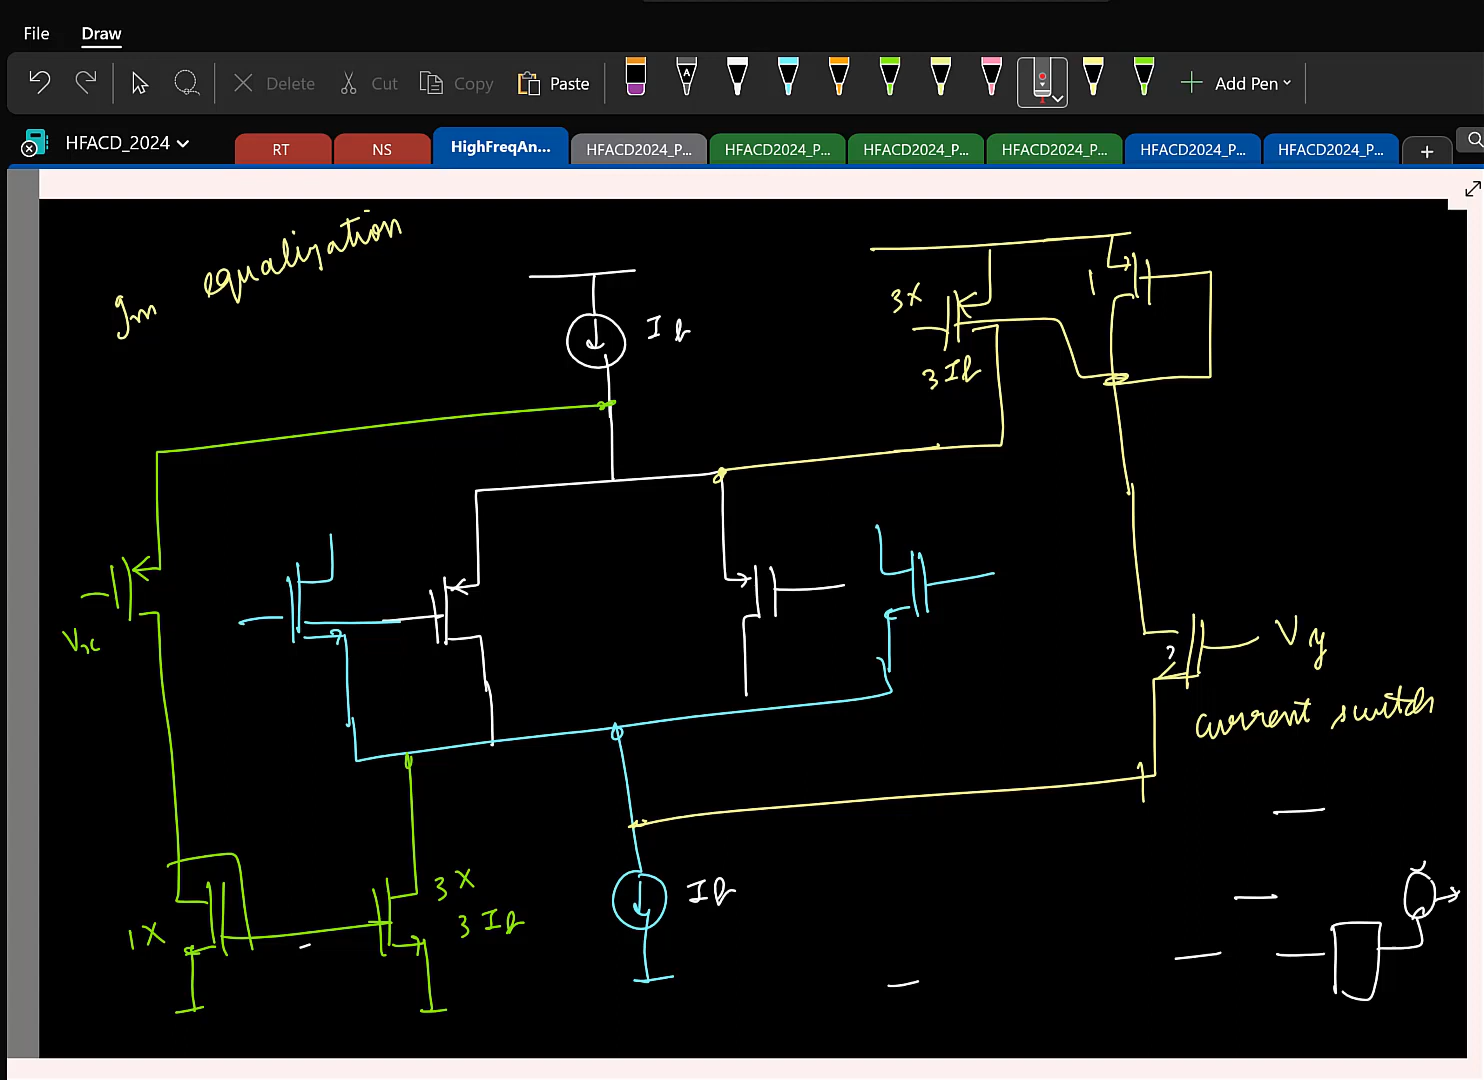 File Draw
Delete Cut Copy Paste Add Pen
HFACD_2024 RT NS HighFreqAn... HFACD2024_P... HFACD2024_P... HFACD2024_P... HFACD2024_P... HFACD2024_P... HFACD2024_P...
gm equalization
3X
1
Ib
3Ib
Vx
Vy
?
current switch
3X
Ib
1X
3Ib